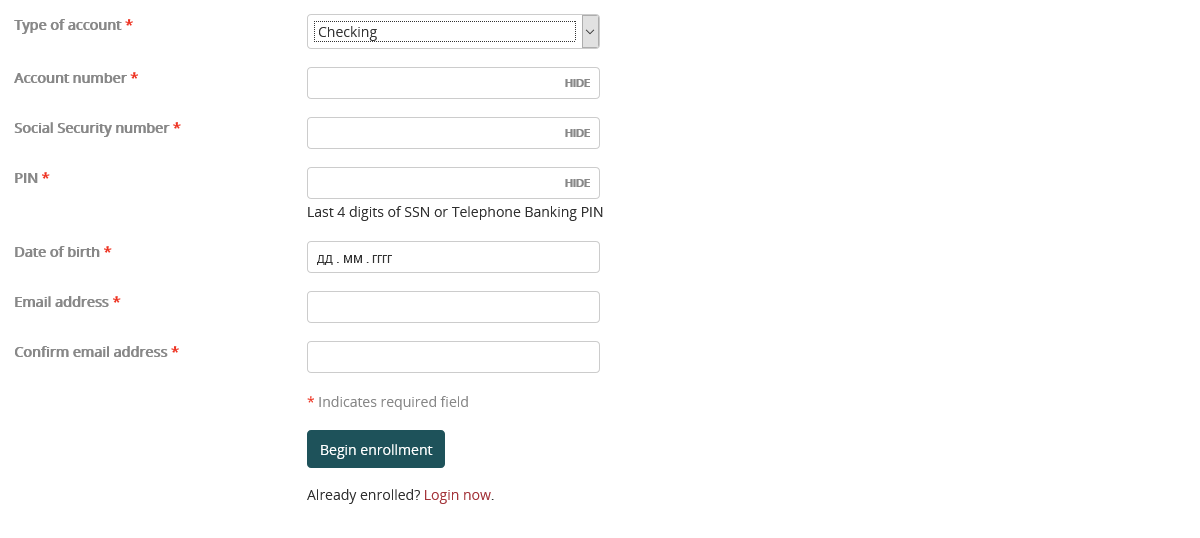 Type of account *
Checking
Account number *
HIDE
Social Security number *
HIDE
PIN *
HIDE
Last 4 digits of SSN or Telephone Banking PIN
Date of birth *
дд . мм . гггг
Email address *
Confirm email address *
* Indicates required field
Begin enrollment
Already enrolled? Login now.